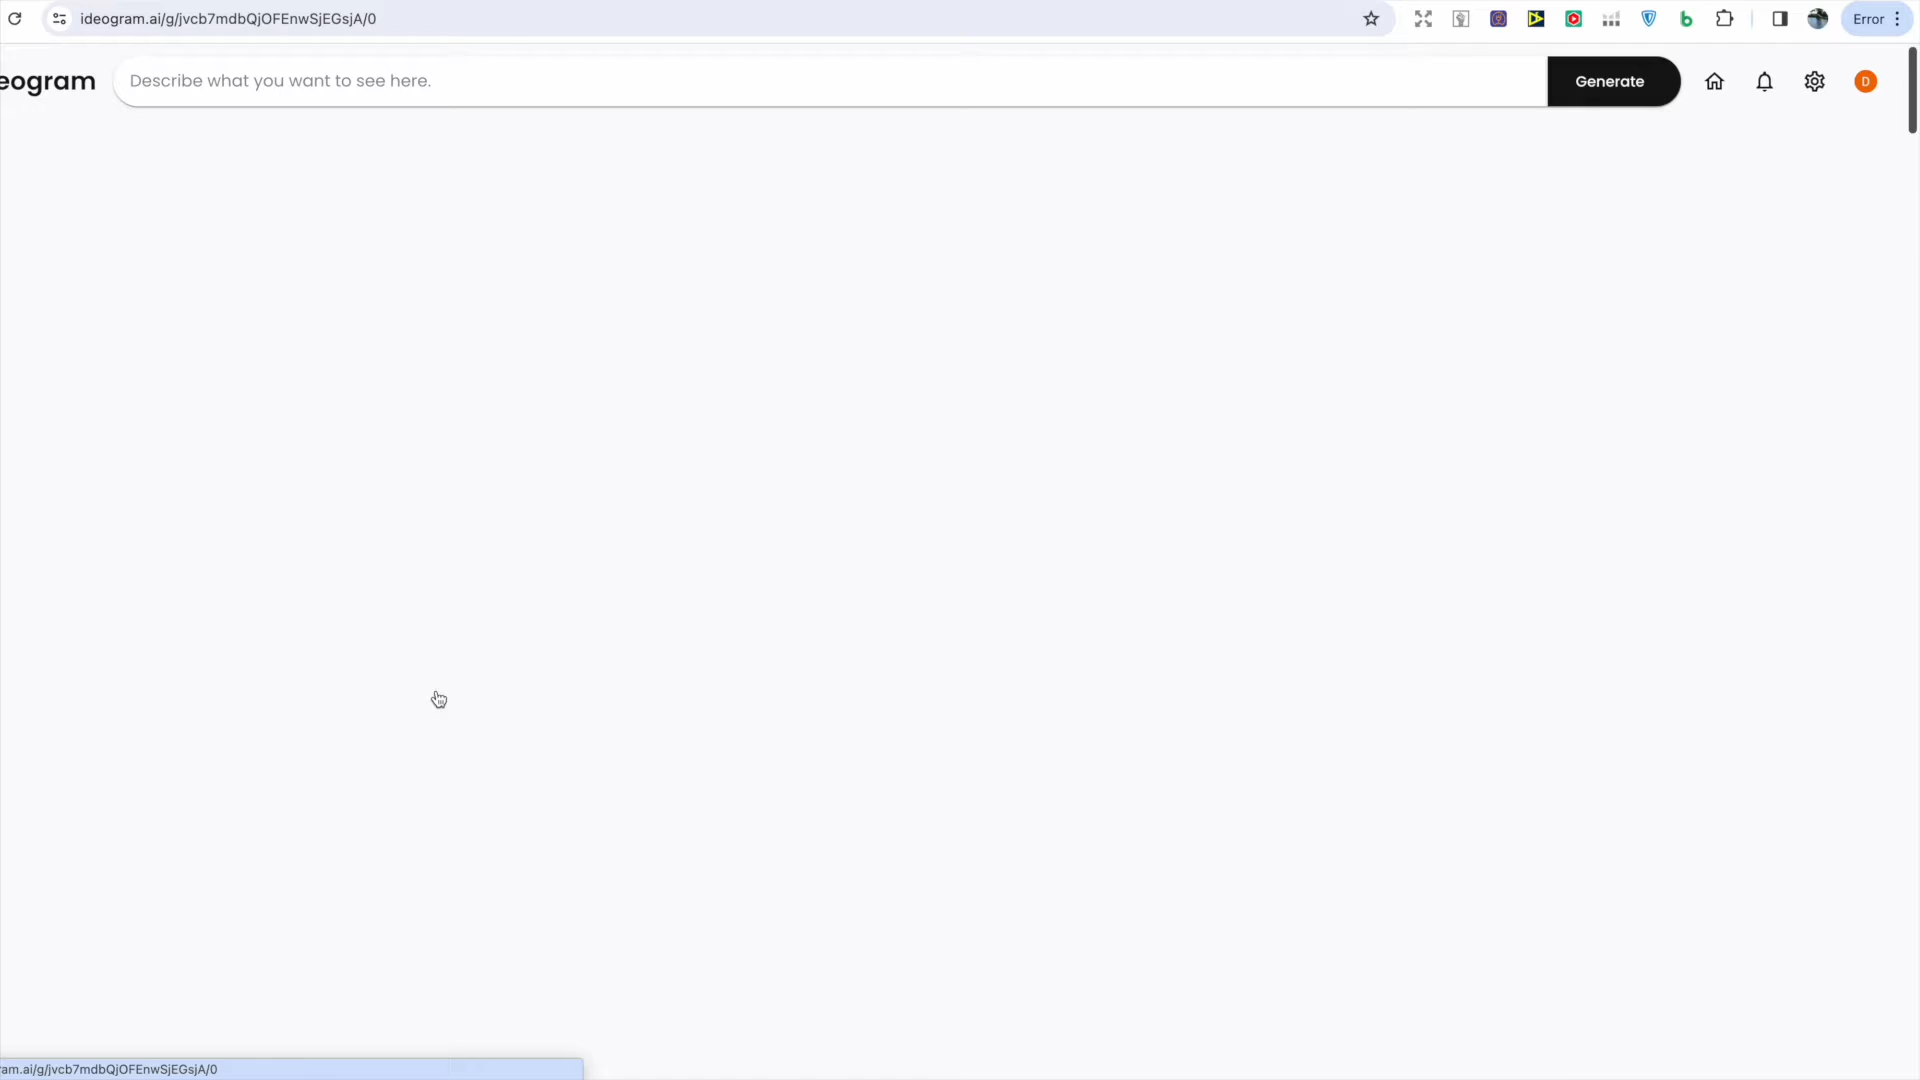 ideogram.ai/g/jvcb7mdbQjOFEnwSjEGsjA/0
Error
eogram
Describe what you want to see here.
Generate
D
am.ai/g/jvcb7mdbQjOFEnwSjEGsjA/0